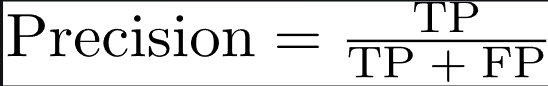 Precision = TP / TP + FP